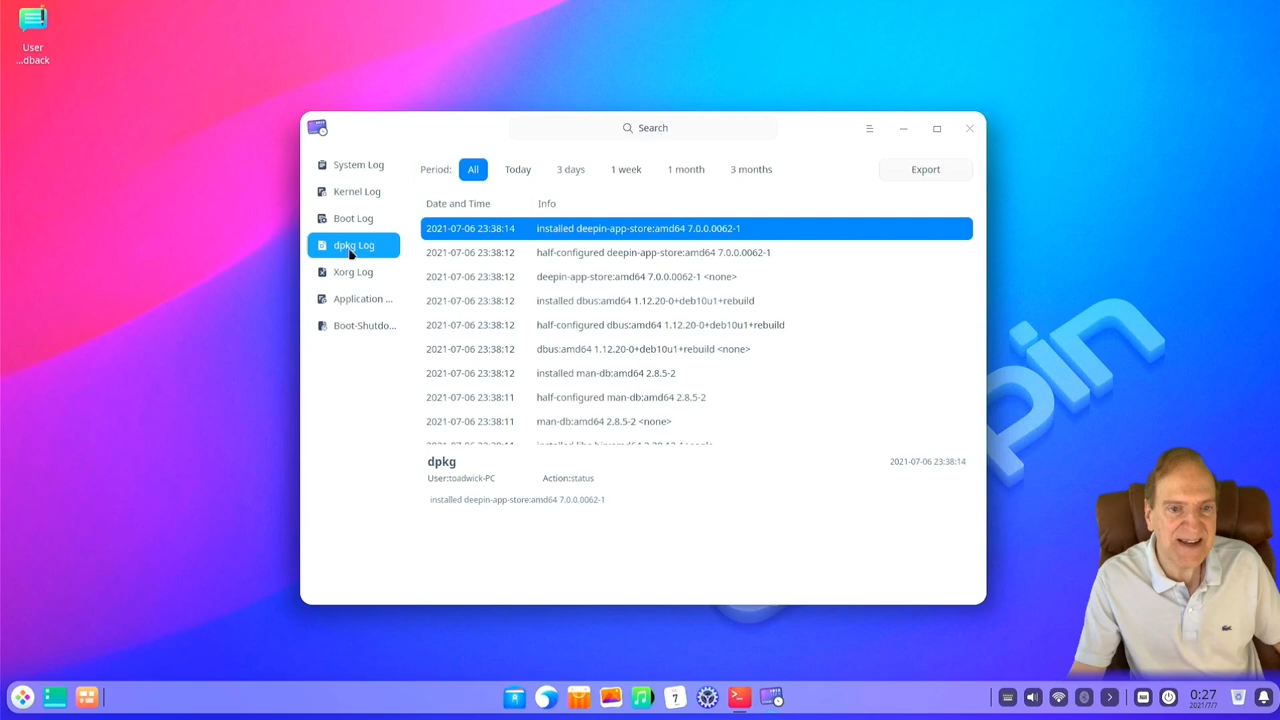 User
...dback
Search
System Log
Kernel Log
Boot Log
dpkg Log
Xorg Log
Application ...
Boot-Shutdo...
Period: All Today 3 days 1 week 1 month 3 months Export
Date and Time Info
2021-07-06 23:38:14 installed deepin-app-store:amd64 7.0.0.0062-1
2021-07-06 23:38:12 half-configured deepin-app-store:amd64 7.0.0.0062-1
2021-07-06 23:38:12 deepin-app-store:amd64 7.0.0.0062-1 <none>
2021-07-06 23:38:12 installed dbus:amd64 1.12.20-0+deb10u1+rebuild
2021-07-06 23:38:12 half-configured dbus:amd64 1.12.20-0+deb10u1+rebuild
2021-07-06 23:38:12 dbus:amd64 1.12.20-0+deb10u1+rebuild <none>
2021-07-06 23:38:12 installed man-db:amd64 2.8.5-2
2021-07-06 23:38:11 half-configured man-db:amd64 2.8.5-2
2021-07-06 23:38:11 man-db:amd64 2.8.5-2 <none>
dpkg 2021-07-06 23:38:14
User:toadwick-PC Action:status
installed deepin-app-store:amd64 7.0.0.0062-1
pin
7
0:27
2021/7/7